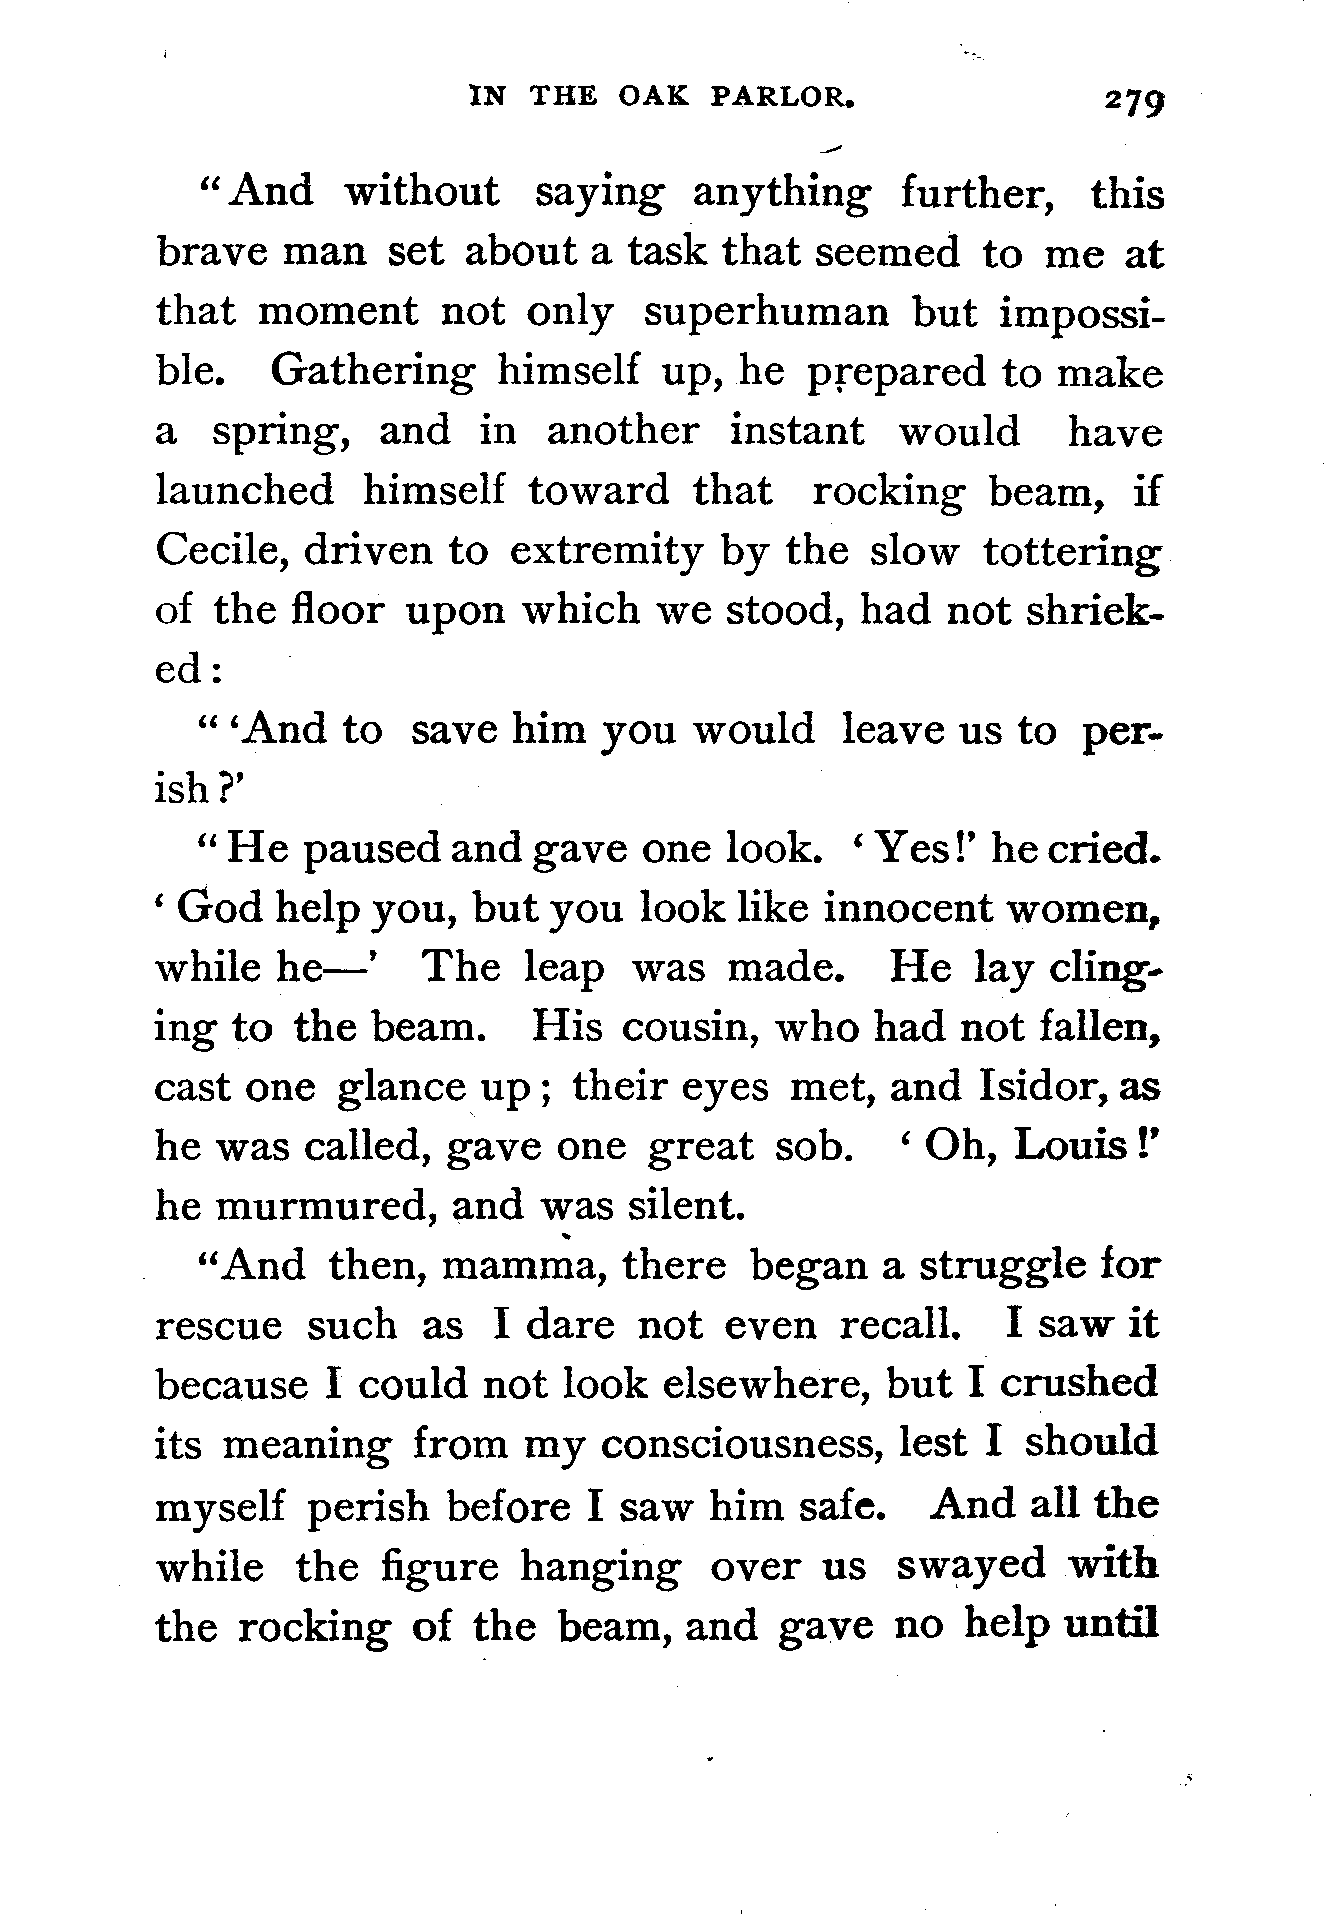 IN THE OAK PARLOR. 279
“And without saying anything further, this
brave man set about a task that seemed to me at
that moment not only superhuman but impossi-
ble. Gathering himself up, he prepared to make
a spring, and in another instant would have
launched himself toward that rocking beam, if
Cecile, driven to extremity by the slow tottering
of the floor upon which we stood, had not shriek-
ed :
“ ‘And to save him you would leave us to per-
ish ?’
“ He paused and gave one look. ‘ Yes !’ he cried.
‘ God help you, but you look like innocent women,
while he—’ The leap was made. He lay cling-
ing to the beam. His cousin, who had not fallen,
cast one glance up ; their eyes met, and Isidor, as
he was called, gave one great sob. ‘ Oh, Louis !’
he murmured, and was silent.
“And then, mamma, there began a struggle for
rescue such as I dare not even recall. I saw it
because I could not look elsewhere, but I crushed
its meaning from my consciousness, lest I should
myself perish before I saw him safe. And all the
while the figure hanging over us swayed with
the rocking of the beam, and gave no help until